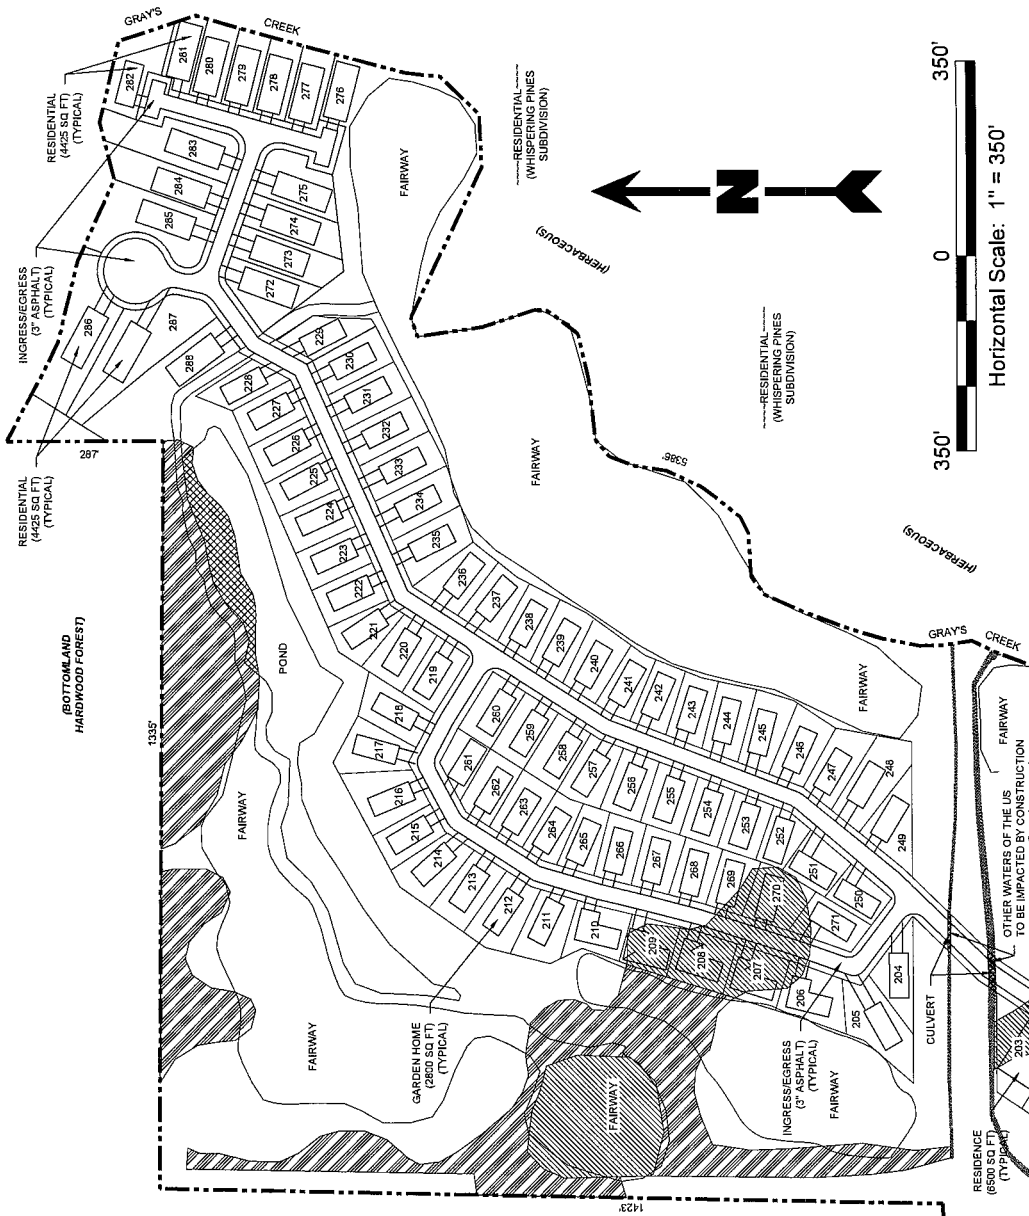 GRAY'S
CREEK
RESIDENTIAL
(4425 SQ FT)
(TYPICAL)
282
281
280
279
278
277
276
283
284
285
275
274
273
272
INGRESS/EGRESS
(3" ASPHALT)
(TYPICAL)
286
287
288
RESIDENTIAL
(4425 SQ FT)
(TYPICAL)
287'
FAIRWAY
~~~~RESIDENTIAL~~~~
(WHISPERING PINES
SUBDIVISION)
(HERBACEOUS)
N
350'
0
350'
Horizontal Scale: 1" = 350'
~~~~RESIDENTIAL~~~~
(WHISPERING PINES
SUBDIVISION)
5386'
(HERBACEOUS)
FAIRWAY
229
230
231
232
233
234
235
228
227
226
225
224
223
222
221
220
219
218
217
216
215
214
213
212
211
210
209
208
207
206
205
204
236
237
238
239
240
241
242
243
244
245
246
247
248
249
260
259
258
257
256
255
254
253
252
251
250
261
262
263
264
265
266
267
268
269
270
271
(BOTTOMLAND
HARDWOOD FOREST)
1335'
POND
FAIRWAY
FAIRWAY
FAIRWAY
1423'
GARDEN HOME
(2800 SQ FT)
(TYPICAL)
INGRESS/EGRESS
(3" ASPHALT)
(TYPICAL)
FAIRWAY
FAIRWAY
GRAY'S
CREEK
FAIRWAY
CULVERT
OTHER WATERS OF THE US
TO BE IMPACTED BY CONSTRUCTION
203
RESIDENCE
(6500 SQ FT)
(TYPICAL)